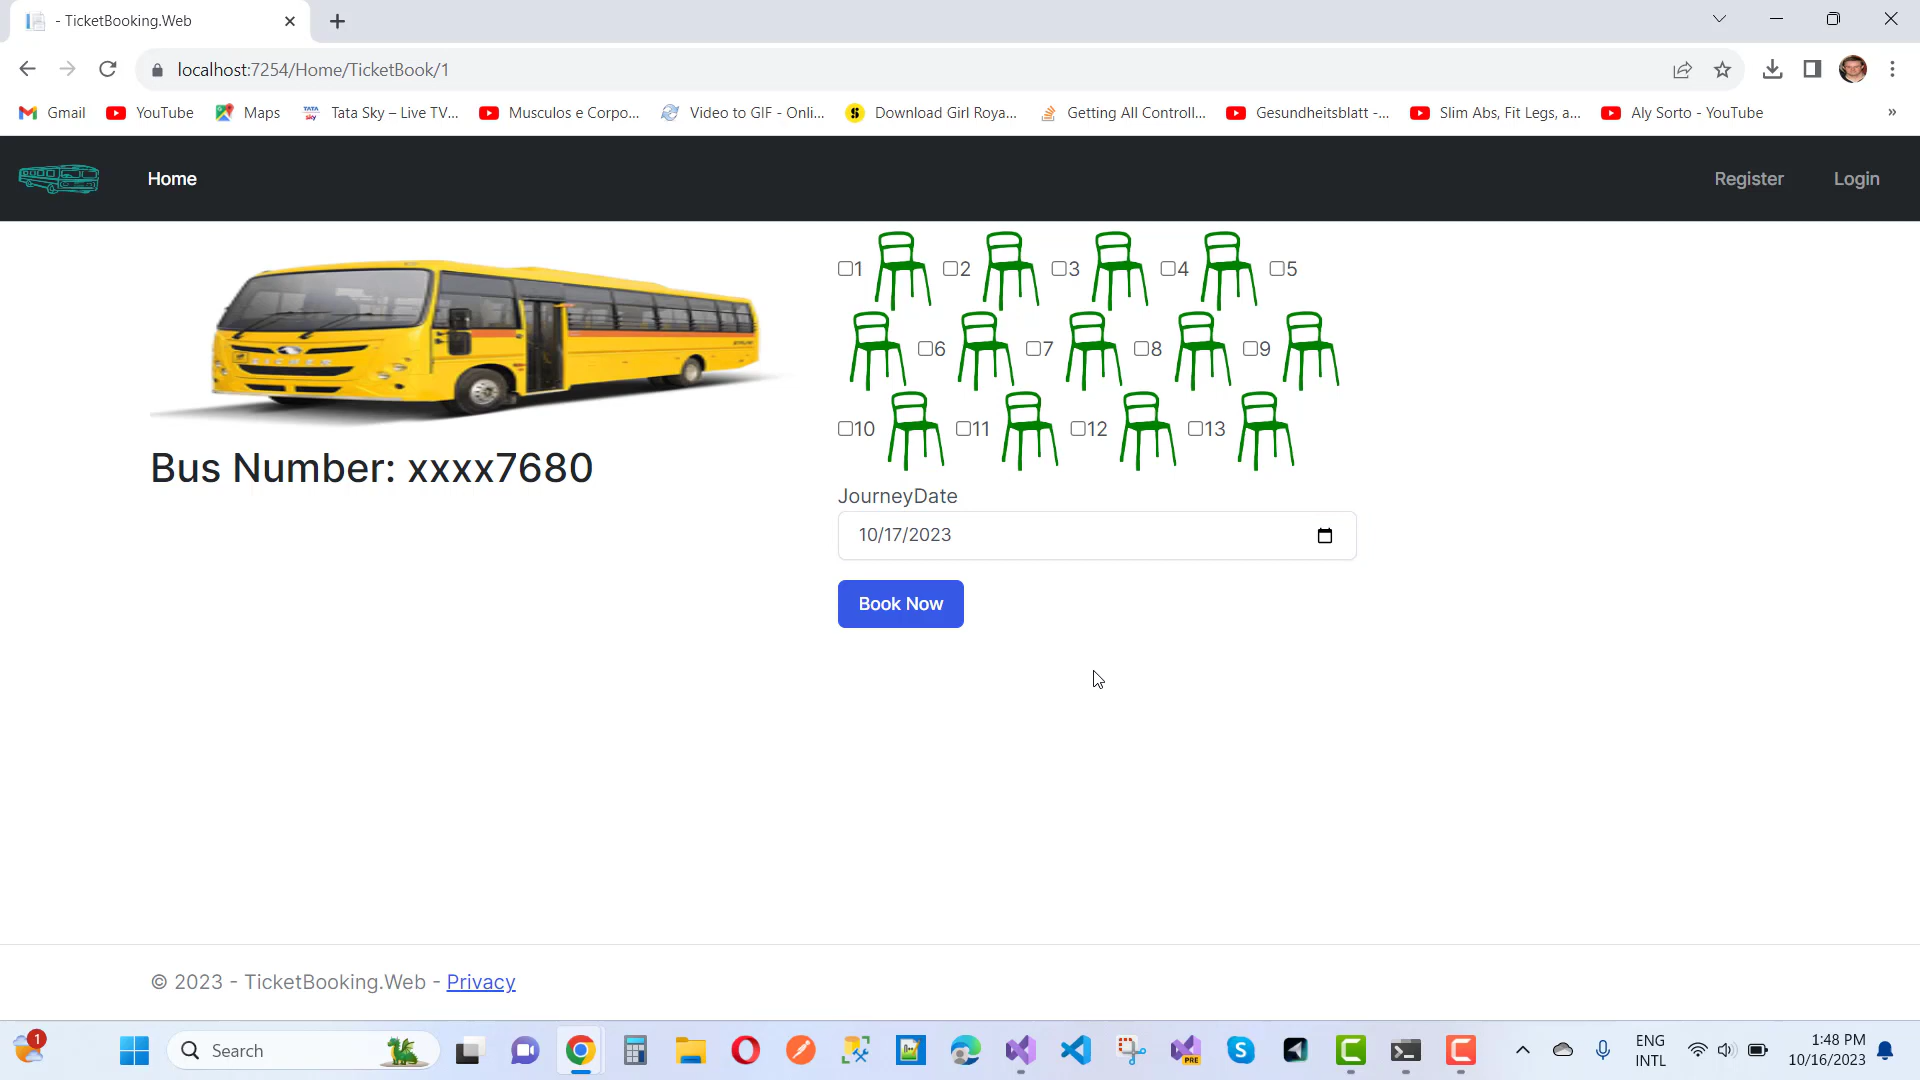 - TicketBooking.Web
localhost:7254/Home/TicketBook/1
Gmail YouTube Maps Tata Sky – Live TV... Musculos e Corpo... Video to GIF - Onli... Download Girl Roya... Getting All Controll... Gesundheitsblatt -... Slim Abs, Fit Legs, a... Aly Sorto - YouTube »
Home Register Login
1 2 3 4 5
6 7 8 9
10 11 12 13
Bus Number: xxxx7680
JourneyDate
10/17/2023
Book Now
© 2023 - TicketBooking.Web - Privacy
1 Search ENG INTL 1:48 PM 10/16/2023